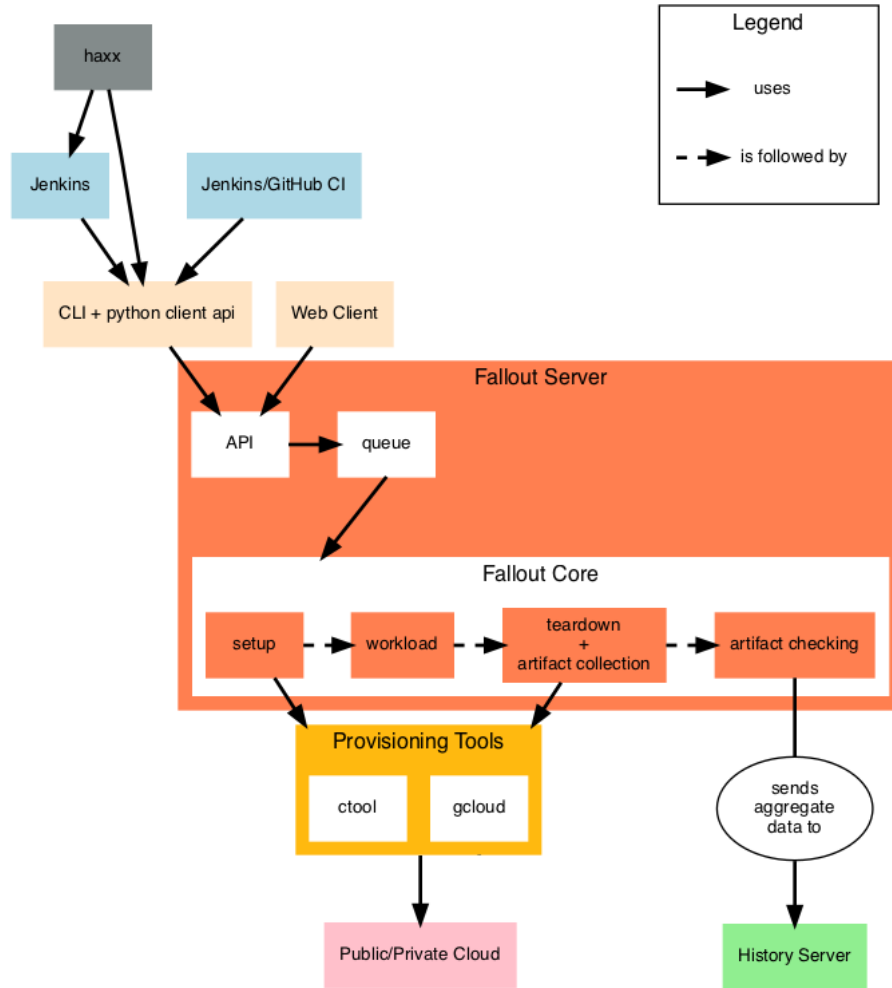 Legend
haxx
uses
is followed by
Jenkins
Jenkins/GitHub CI
CLI + python client api
Web Client
Fallout Server
API
queue
Fallout Core
setup
workload
teardown
+
artifact collection
artifact checking
Provisioning Tools
ctool
gcloud
sends
aggregate
data to
Public/Private Cloud
History Server